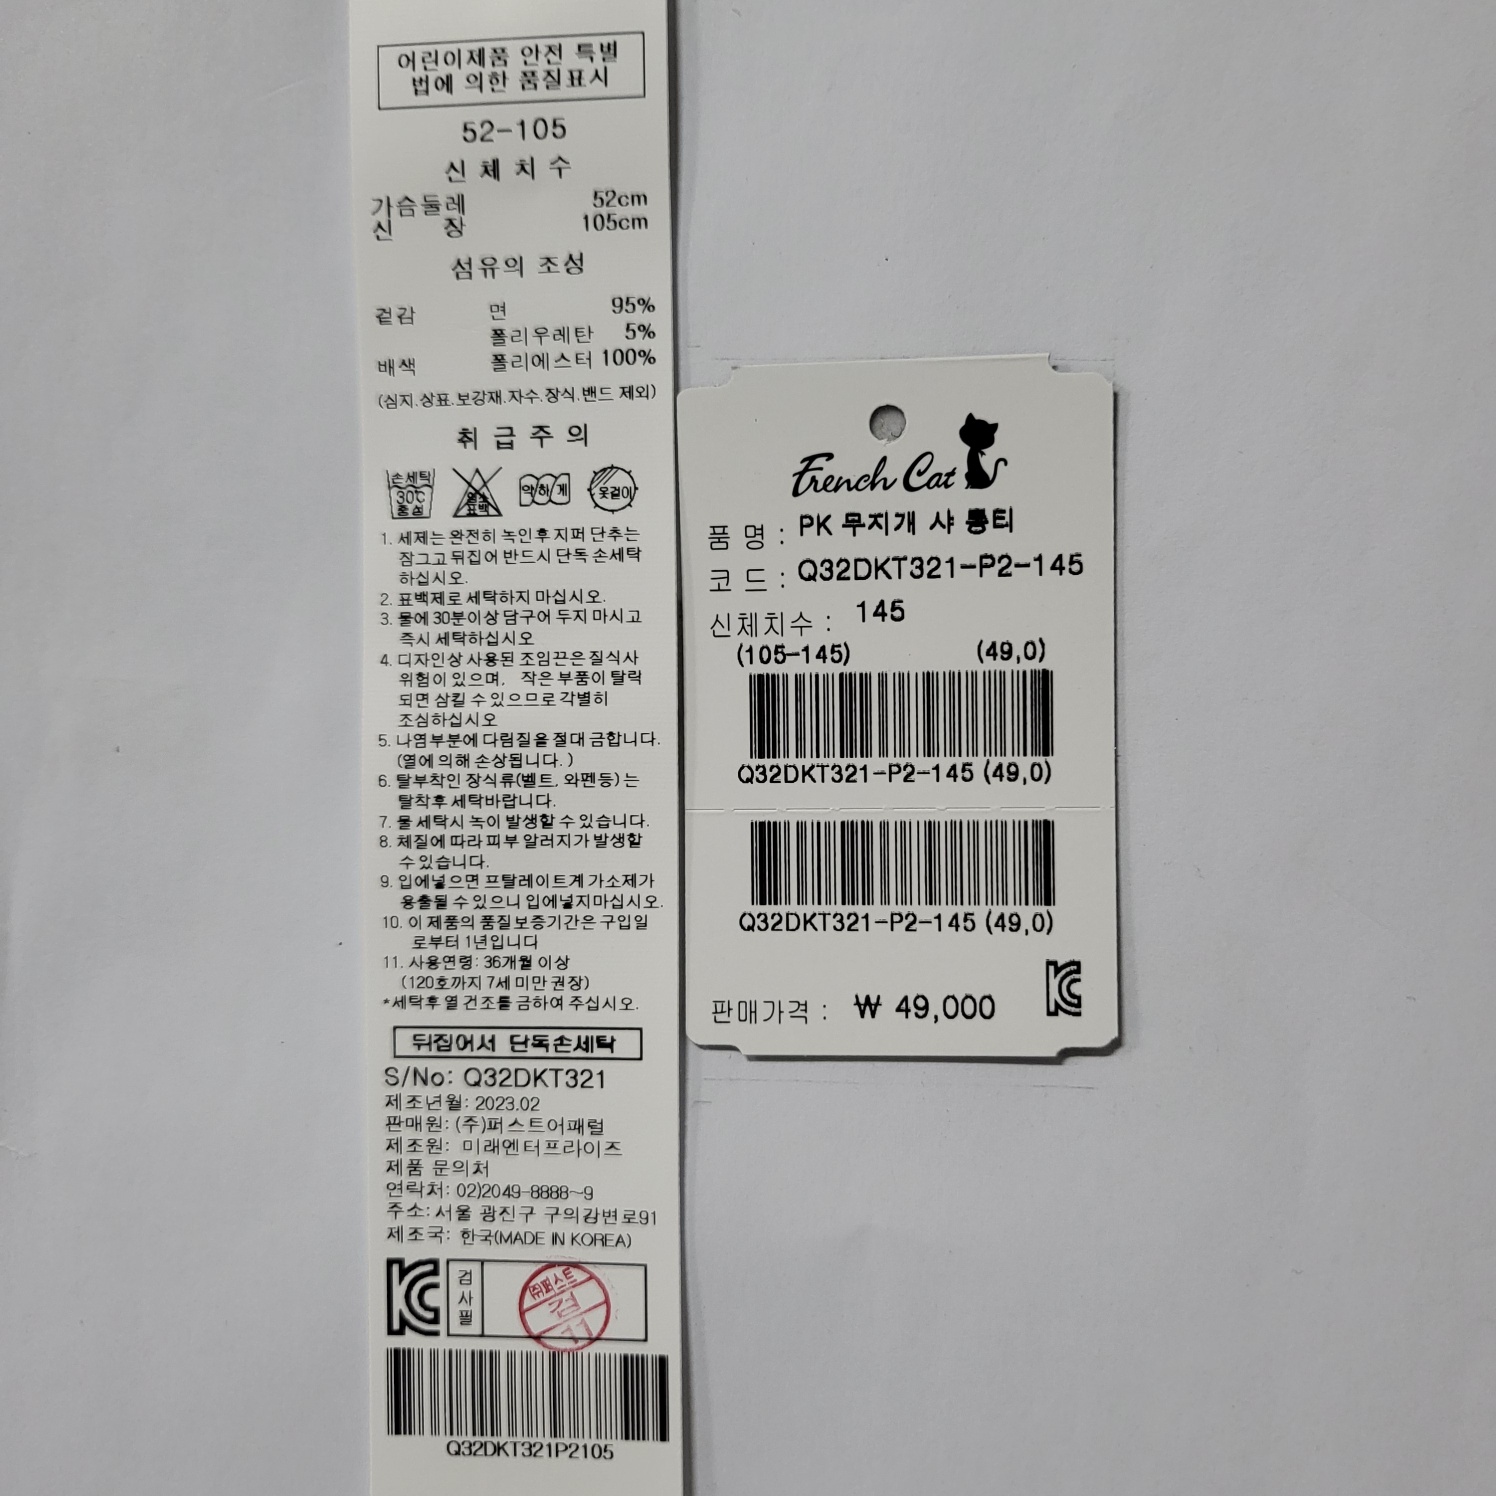 어린이제품 안전 특별
법에 의한 품질표시
52-105
신 체 치 수
가슴둘레 52cm
신 장 105cm
섬유의 조성
겉감 면 95%
폴리우레탄 5%
배색 폴리에스터 100%
(심지.상표.보강재.자수.장식.밴드 제외)
취 급 주 의
손세탁 30℃ 중성
염소 표백
약하게
옷걸이
1. 세제는 완전히 녹인후 지퍼 단추는
잠그고 뒤집어 반드시 단독 손세탁
하십시오.
2. 표백제로 세탁하지 마십시오.
3. 물에 30분이상 담구어 두지 마시고
즉시 세탁하십시오
4. 디자인상 사용된 조임끈은 질식사
위험이 있으며, 작은 부품이 탈락
되면 삼킬 수 있으므로 각별히
조심하십시오
5. 나염부분에 다림질을 절대 금합니다.
(열에 의해 손상됩니다. )
6. 탈부착인 장식류(벨트, 와펜등) 는
탈착후 세탁바랍니다.
7. 물 세탁시 녹이 발생할 수 있습니다.
8. 체질에 따라 피부 알러지가 발생할
수 있습니다.
9. 입에넣으면 프탈레이트계 가소제가
용출될 수 있으니 입에넣지마십시오.
10. 이 제품의 품질 보증기간은 구입일
로부터 1년입니다
11. 사용연령: 36개월 이상
(120호까지 7세 미만 권장)
*세탁후 열 건조를 금하여 주십시오.
뒤집어서 단독손세탁
S/No: Q32DKT321
제조년월: 2023.02
판매원: (주)퍼스트어패럴
제조원: 미래엔터프라이즈
제품 문의처
연락처: 02)2049-8888~9
주소: 서울 광진구 구의강변로91
제조국: 한국(MADE IN KOREA)
KC
검사필
㈜퍼스트
검
11
Q32DKT321P2105
French Cat
품 명 : PK 무지개 샤 롱티
코 드 : Q32DKT321-P2-145
신체치수 : 145
(105-145) (49,0)
Q32DKT321-P2-145 (49,0)
Q32DKT321-P2-145 (49,0)
KC
판매가격 : ₩ 49,000